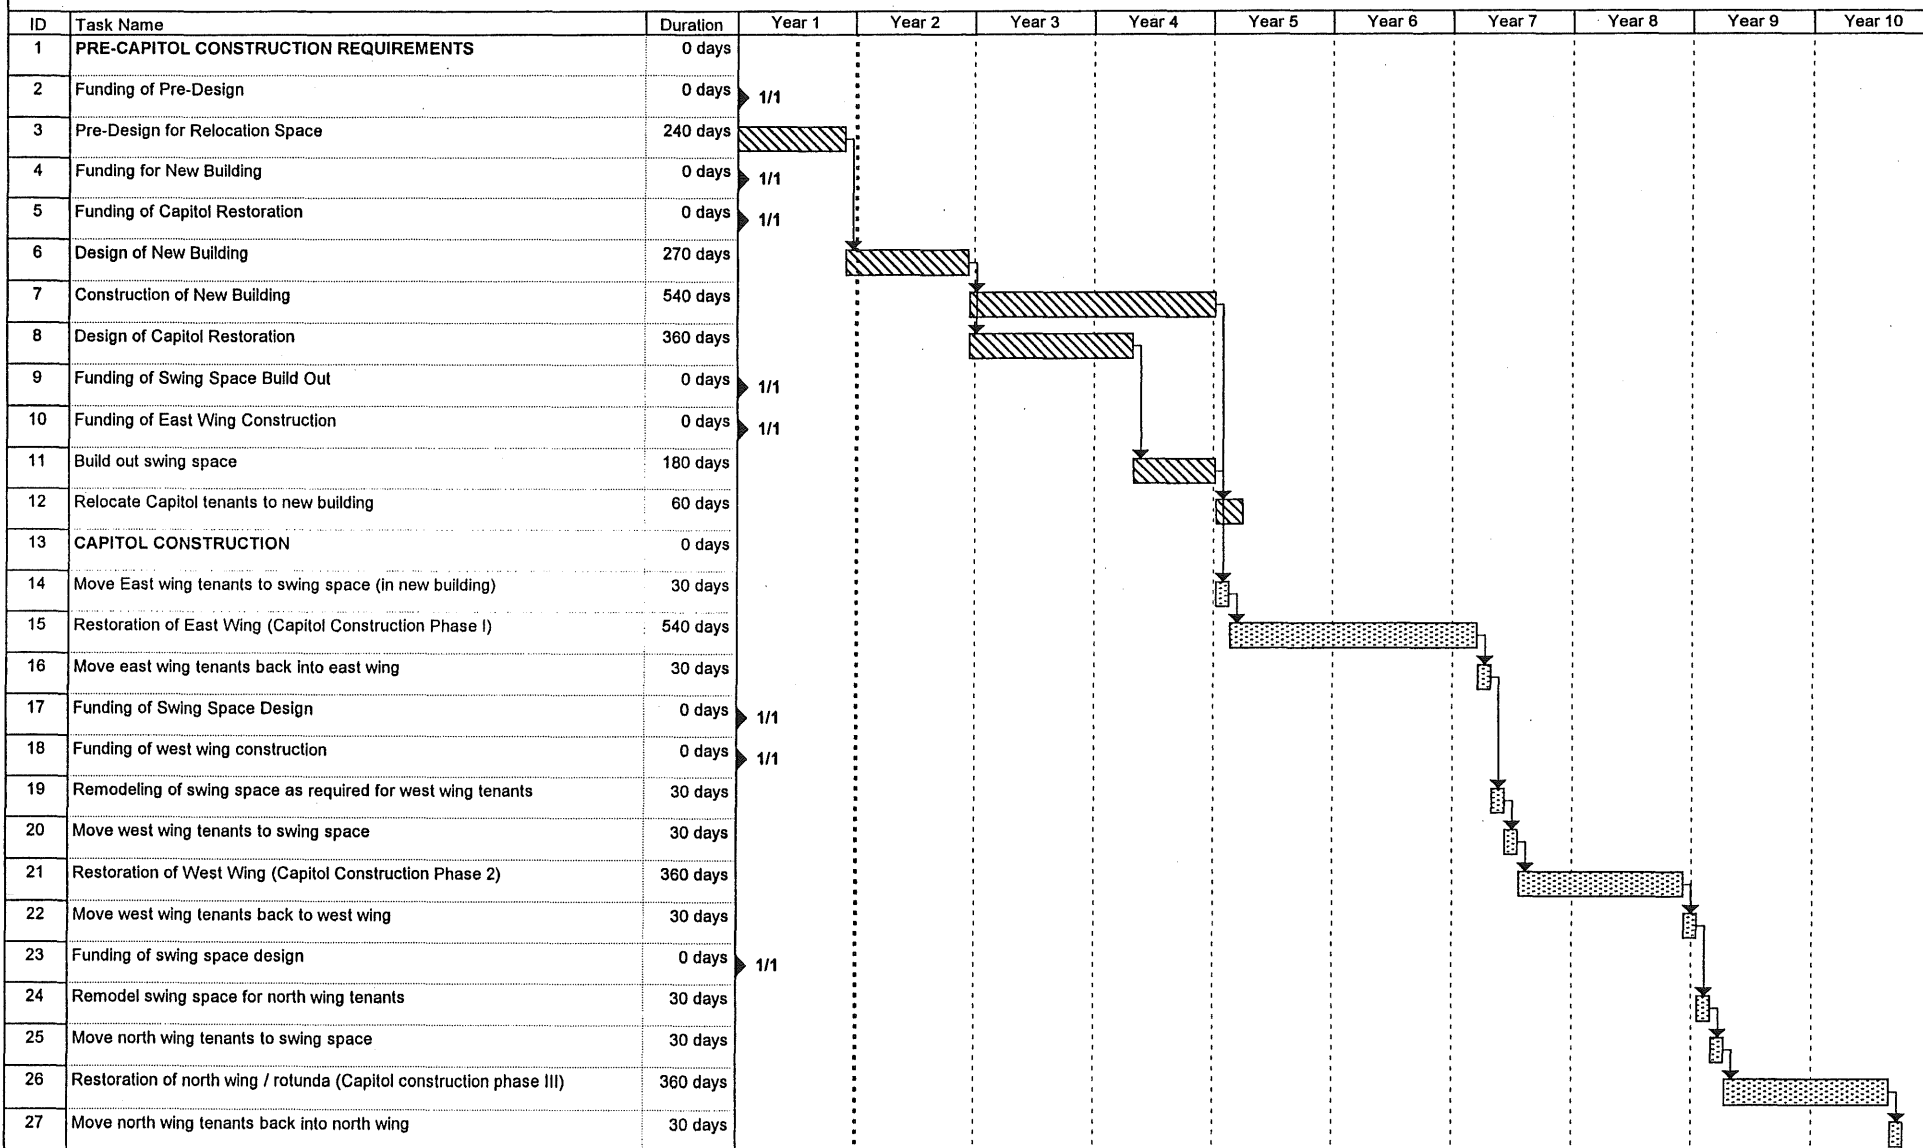 ID Task Name Duration Year 1 Year 2 Year 3 Year 4 Year 5 Year 6 Year 7 Year 8 Year 9 Year 10
1 PRE-CAPITOL CONSTRUCTION REQUIREMENTS 0 days
2 Funding of Pre-Design 0 days 1/1
3 Pre-Design for Relocation Space 240 days
4 Funding for New Building 0 days 1/1
5 Funding of Capitol Restoration 0 days 1/1
6 Design of New Building 270 days
7 Construction of New Building 540 days
8 Design of Capitol Restoration 360 days
9 Funding of Swing Space Build Out 0 days 1/1
10 Funding of East Wing Construction 0 days 1/1
11 Build out swing space 180 days
12 Relocate Capitol tenants to new building 60 days
13 CAPITOL CONSTRUCTION 0 days
14 Move East wing tenants to swing space (in new building) 30 days
15 Restoration of East Wing (Capitol Construction Phase I) 540 days
16 Move east wing tenants back into east wing 30 days
17 Funding of Swing Space Design 0 days 1/1
18 Funding of west wing construction 0 days 1/1
19 Remodeling of swing space as required for west wing tenants 30 days
20 Move west wing tenants to swing space 30 days
21 Restoration of West Wing (Capitol Construction Phase 2) 360 days
22 Move west wing tenants back to west wing 30 days
23 Funding of swing space design 0 days 1/1
24 Remodel swing space for north wing tenants 30 days
25 Move north wing tenants to swing space 30 days
26 Restoration of north wing / rotunda (Capitol construction phase III) 360 days
27 Move north wing tenants back into north wing 30 days